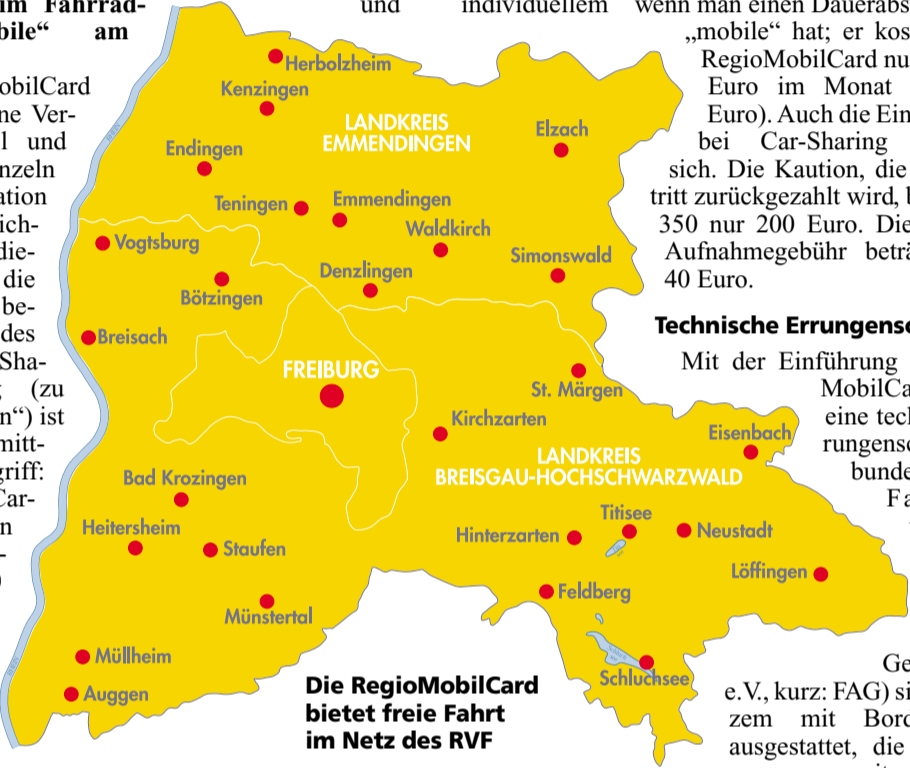 im Fahrrad-
bile“ am
obilCard
ne Ver-
l und
nzeln
ation
ich-
die-
die
be-
des
Sha-
g (zu
n“) ist
mitt-
griff:
Car-
n
-
)
und individuellem
wenn man einen Dauerabs
„mobile“ hat; er kos
RegioMobilCard nu
Euro im Monat
Euro). Auch die Ein
bei Car-Sharing
sich. Die Kaution, die
tritt zurückgezahlt wird, b
350 nur 200 Euro. Die
Aufnahmegebühr beträ
40 Euro.
Technische Errungensc
Mit der Einführung
MobilCa
eine tech
rungensc
bunde
Fa
Ge
e.V., kurz: FAG) si
zem mit Bord
ausgestattet, die
Herbolzheim
Kenzingen
LANDKREIS
EMMENDINGEN
Elzach
Endingen
Teningen
Emmendingen
Waldkirch
Vogtsburg
Simonswald
Denzlingen
Bötzingen
Breisach
FREIBURG
St. Märgen
Kirchzarten
Eisenbach
LANDKREIS
BREISGAU-HOCHSCHWARZWALD
Bad Krozingen
Heitersheim
Staufen
Hinterzarten
Titisee
Neustadt
Löffingen
Feldberg
Münstertal
Müllheim
Schluchsee
Auggen
Die RegioMobilCard
bietet freie Fahrt
im Netz des RVF